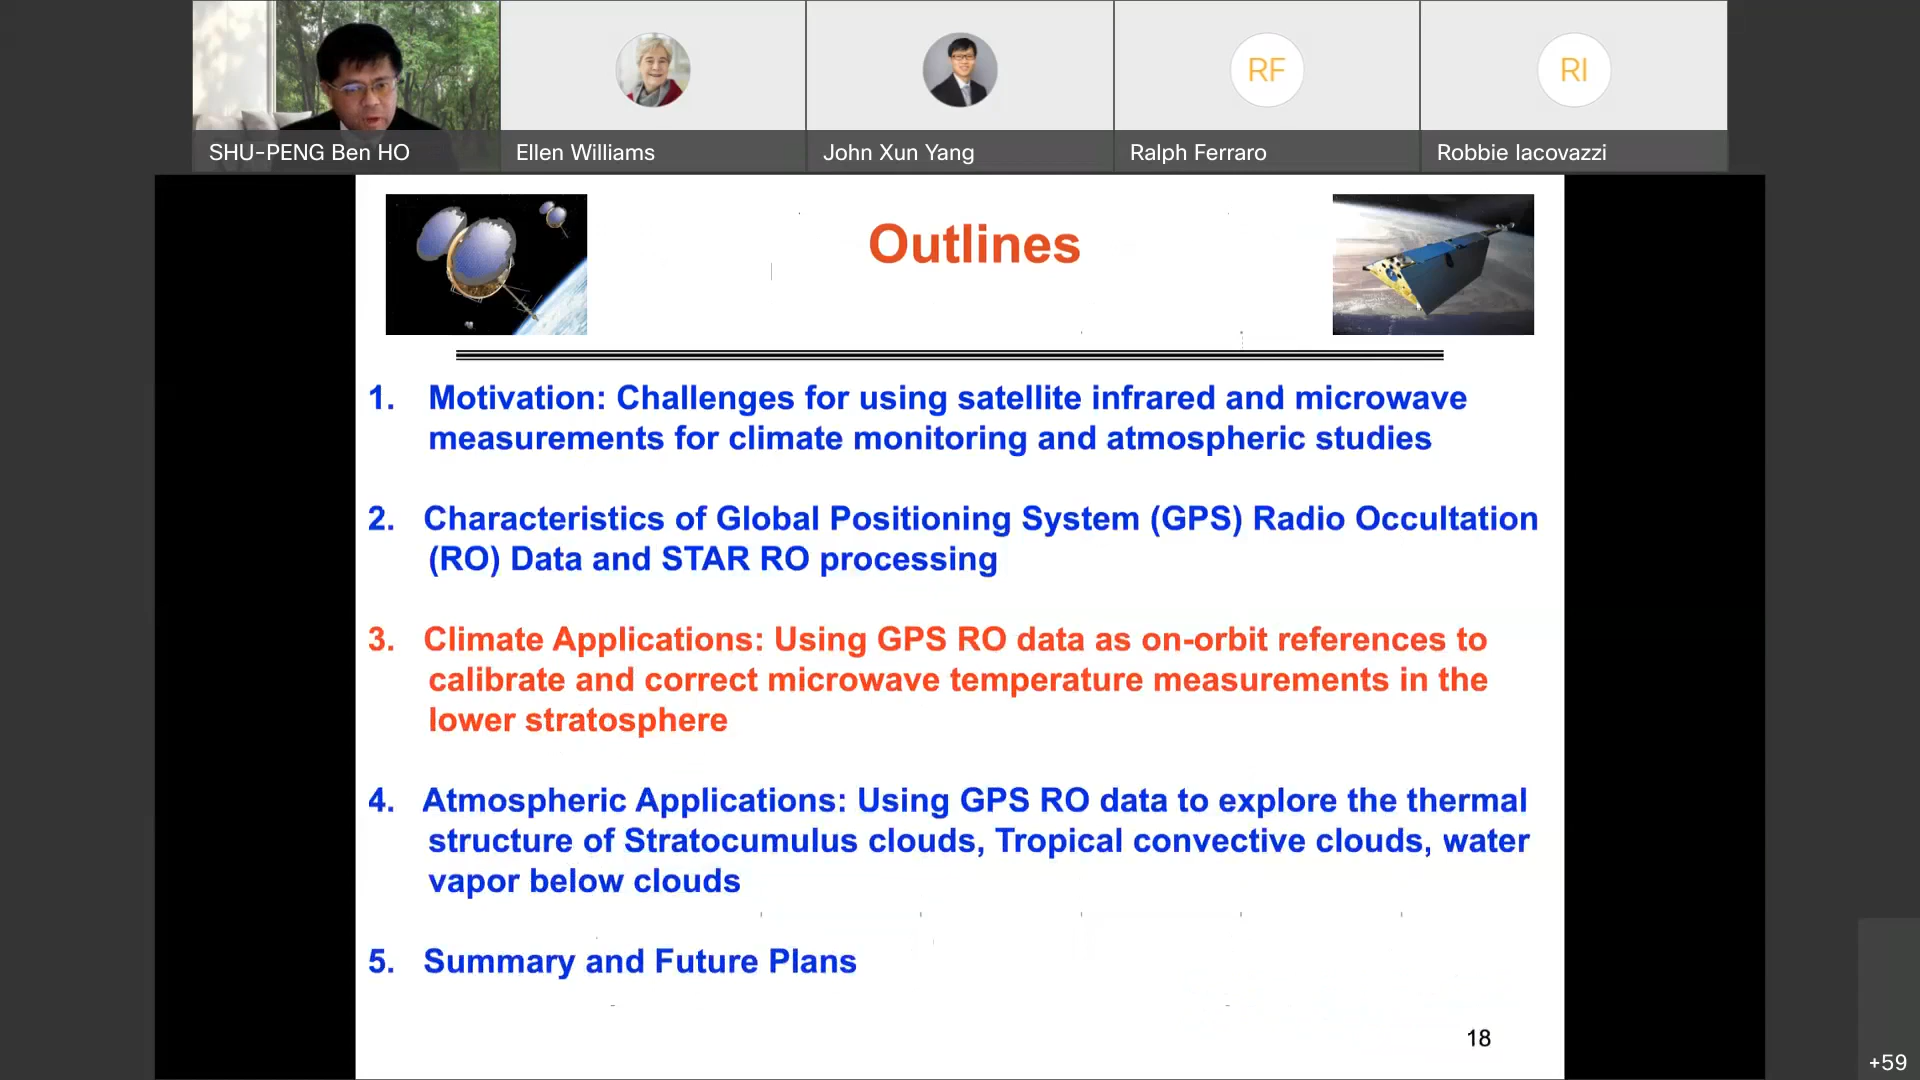 SHU-PENG Ben HO
Ellen Williams
John Xun Yang
RF
Ralph Ferraro
RI
Robbie Iacovazzi
Outlines
1. Motivation: Challenges for using satellite infrared and microwave
measurements for climate monitoring and atmospheric studies
2. Characteristics of Global Positioning System (GPS) Radio Occultation
(RO) Data and STAR RO processing
3. Climate Applications: Using GPS RO data as on-orbit references to
calibrate and correct microwave temperature measurements in the
lower stratosphere
4. Atmospheric Applications: Using GPS RO data to explore the thermal
structure of Stratocumulus clouds, Tropical convective clouds, water
vapor below clouds
5. Summary and Future Plans
18
+59